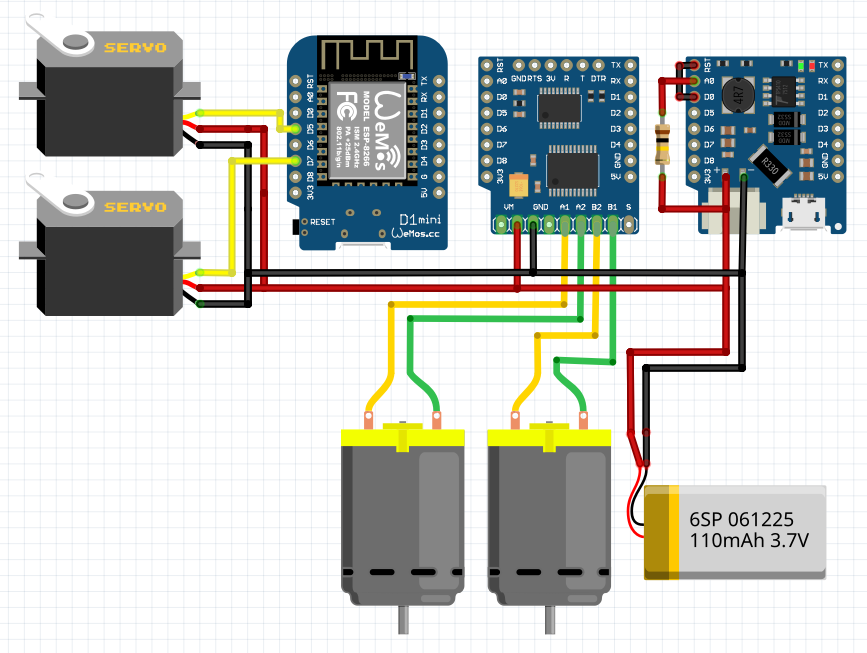 SERVO
SERVO
RST
A0
D0
D5
D6
D7
D8
3V3
TX
RX
D1
D2
D3
D4
G
5V
WeMos
FC
MODEL ESP-8266
ISM 2.4GHz
PA +25dBm
802.11b/g/n
RESET
D1mini
WeMos.cc
GND RTS 3V R T DTR
RST
A0
D0
D5
D6
D7
D8
3V3
TX
RX
D1
D2
D3
D4
GND
5V
VM GND A1 A2 B2 B1 S
RST
A0
D0
D5
D6
D7
D8
3V3
4R7
R330
TX
RX
D1
D2
D3
D4
GND
5V
6SP 061225
110mAh 3.7V